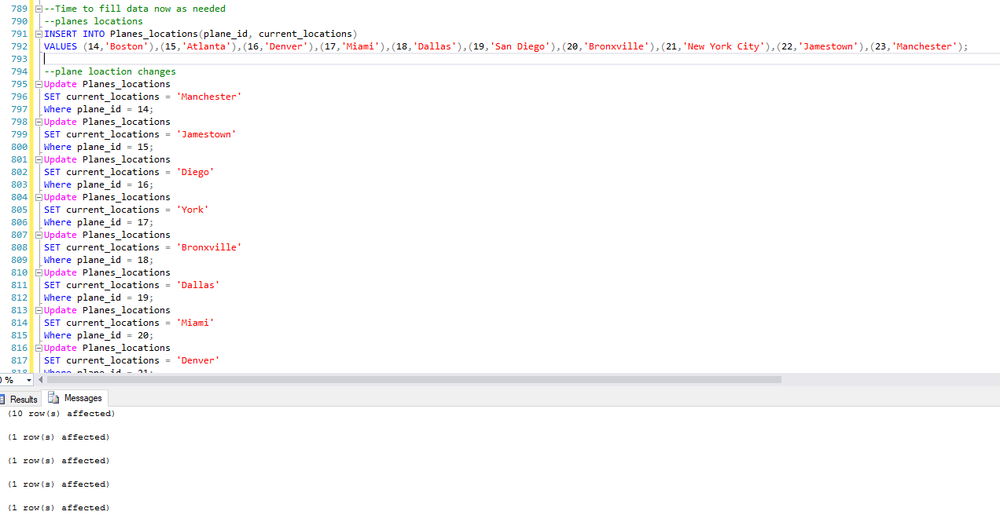 789 --Time to fill data now as needed
790 --planes locations
791 INSERT INTO Planes_locations(plane_id, current_locations)
792 VALUES (14,'Boston'),(15,'Atlanta'),(16,'Denver'),(17,'Miami'),(18,'Dallas'),(19,'San Diego'),(20,'Bronxville'),(21,'New York City'),(22,'Jamestown'),(23,'Manchester');
793
794 --plane loaction changes
795 Update Planes_locations
796 SET current_locations = 'Manchester'
797 Where plane_id = 14;
798 Update Planes_locations
799 SET current_locations = 'Jamestown'
800 Where plane_id = 15;
801 Update Planes_locations
802 SET current_locations = 'Diego'
803 Where plane_id = 16;
804 Update Planes_locations
805 SET current_locations = 'York'
806 Where plane_id = 17;
807 Update Planes_locations
808 SET current_locations = 'Bronxville'
809 Where plane_id = 18;
810 Update Planes_locations
811 SET current_locations = 'Dallas'
812 Where plane_id = 19;
813 Update Planes_locations
814 SET current_locations = 'Miami'
815 Where plane_id = 20;
816 Update Planes_locations
817 SET current_locations = 'Denver'
818 Where plane_id = 21;
%
Results Messages
(10 row(s) affected)
(1 row(s) affected)
(1 row(s) affected)
(1 row(s) affected)
(1 row(s) affected)